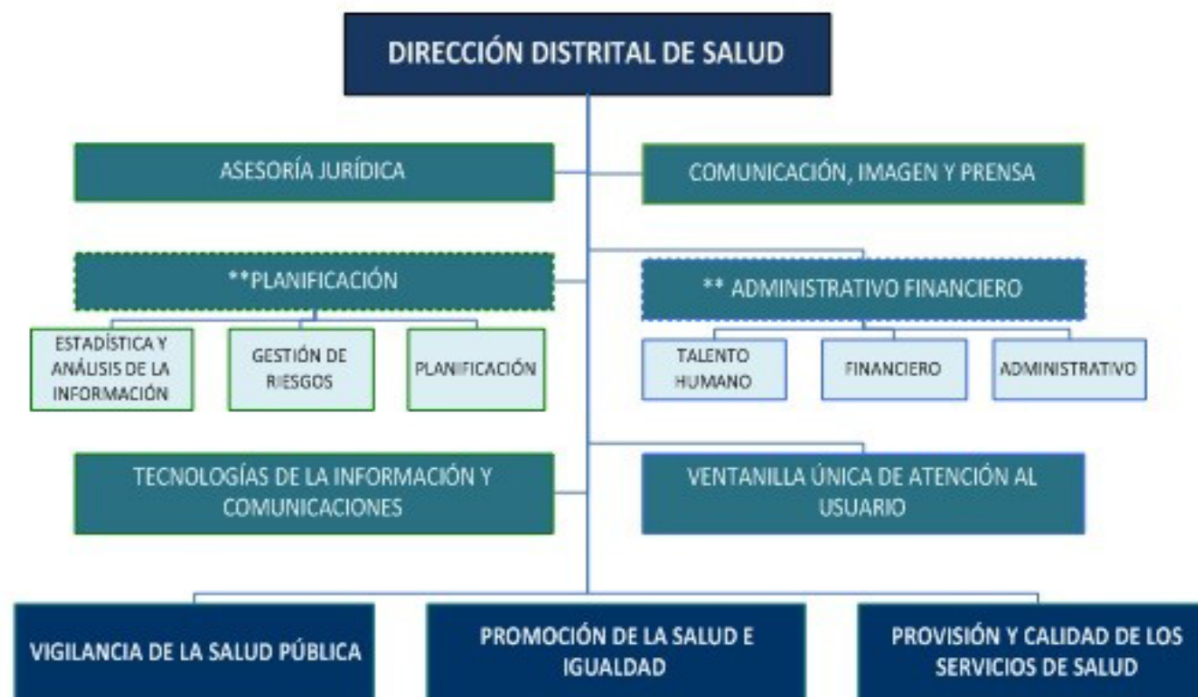 DIRECCIÓN DISTRITAL DE SALUD
ASESORÍA JURÍDICA
COMUNICACIÓN, IMAGEN Y PRENSA
**PLANIFICACIÓN
** ADMINISTRATIVO FINANCIERO
ESTADÍSTICA Y
ANÁLISIS DE LA
INFORMACIÓN
GESTIÓN DE
RIESGOS
PLANIFICACIÓN
TALENTO
HUMANO
FINANCIERO
ADMINISTRATIVO
TECNOLOGÍAS DE LA INFORMACIÓN Y
COMUNICACIONES
VENTANILLA ÚNICA DE ATENCIÓN AL
USUARIO
VIGILANCIA DE LA SALUD PÚBLICA
PROMOCIÓN DE LA SALUD E
IGUALDAD
PROVISIÓN Y CALIDAD DE LOS
SERVICIOS DE SALUD